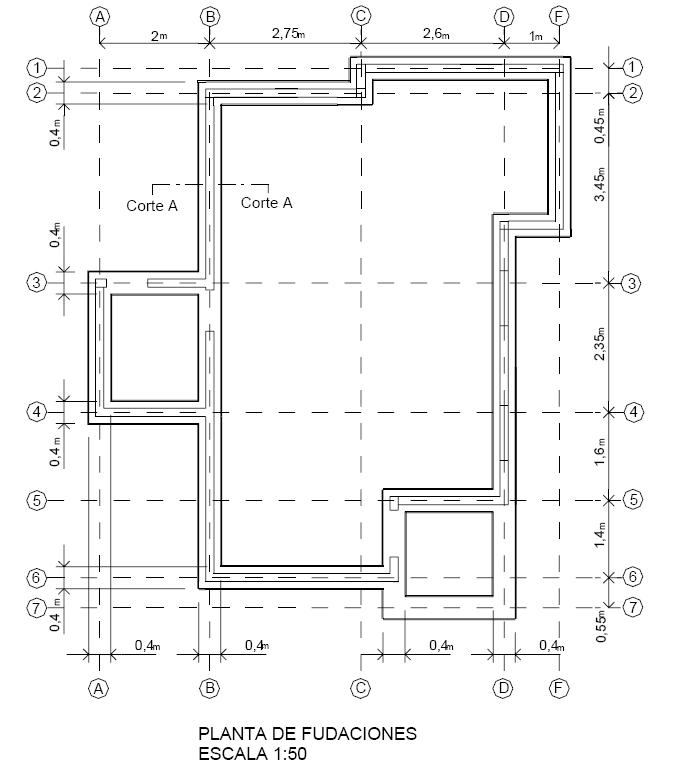 A B C D F
2m 2,75m 2,6m 1m
1 1
2 2
0,4m 0,45m
3,45m
Corte A Corte A
0,4m
3 3
2,35m
4 4
0,4m 1,6m
5 5
1,4m
6 6
0,4m 7 7
0,55m
0,4m 0,4m 0,4m 0,4m
A B C D F
PLANTA DE FUDACIONES
ESCALA 1:50